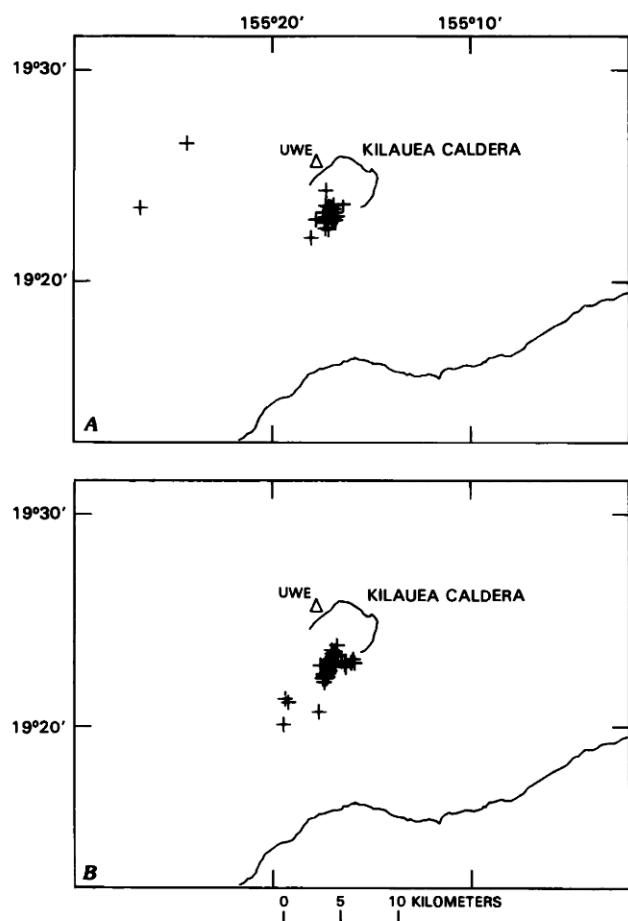 155°20' 155°10'
19°30'
UWE KILAUEA CALDERA
19°20'
A
19°30'
UWE KILAUEA CALDERA
19°20'
B
0 5 10 KILOMETERS